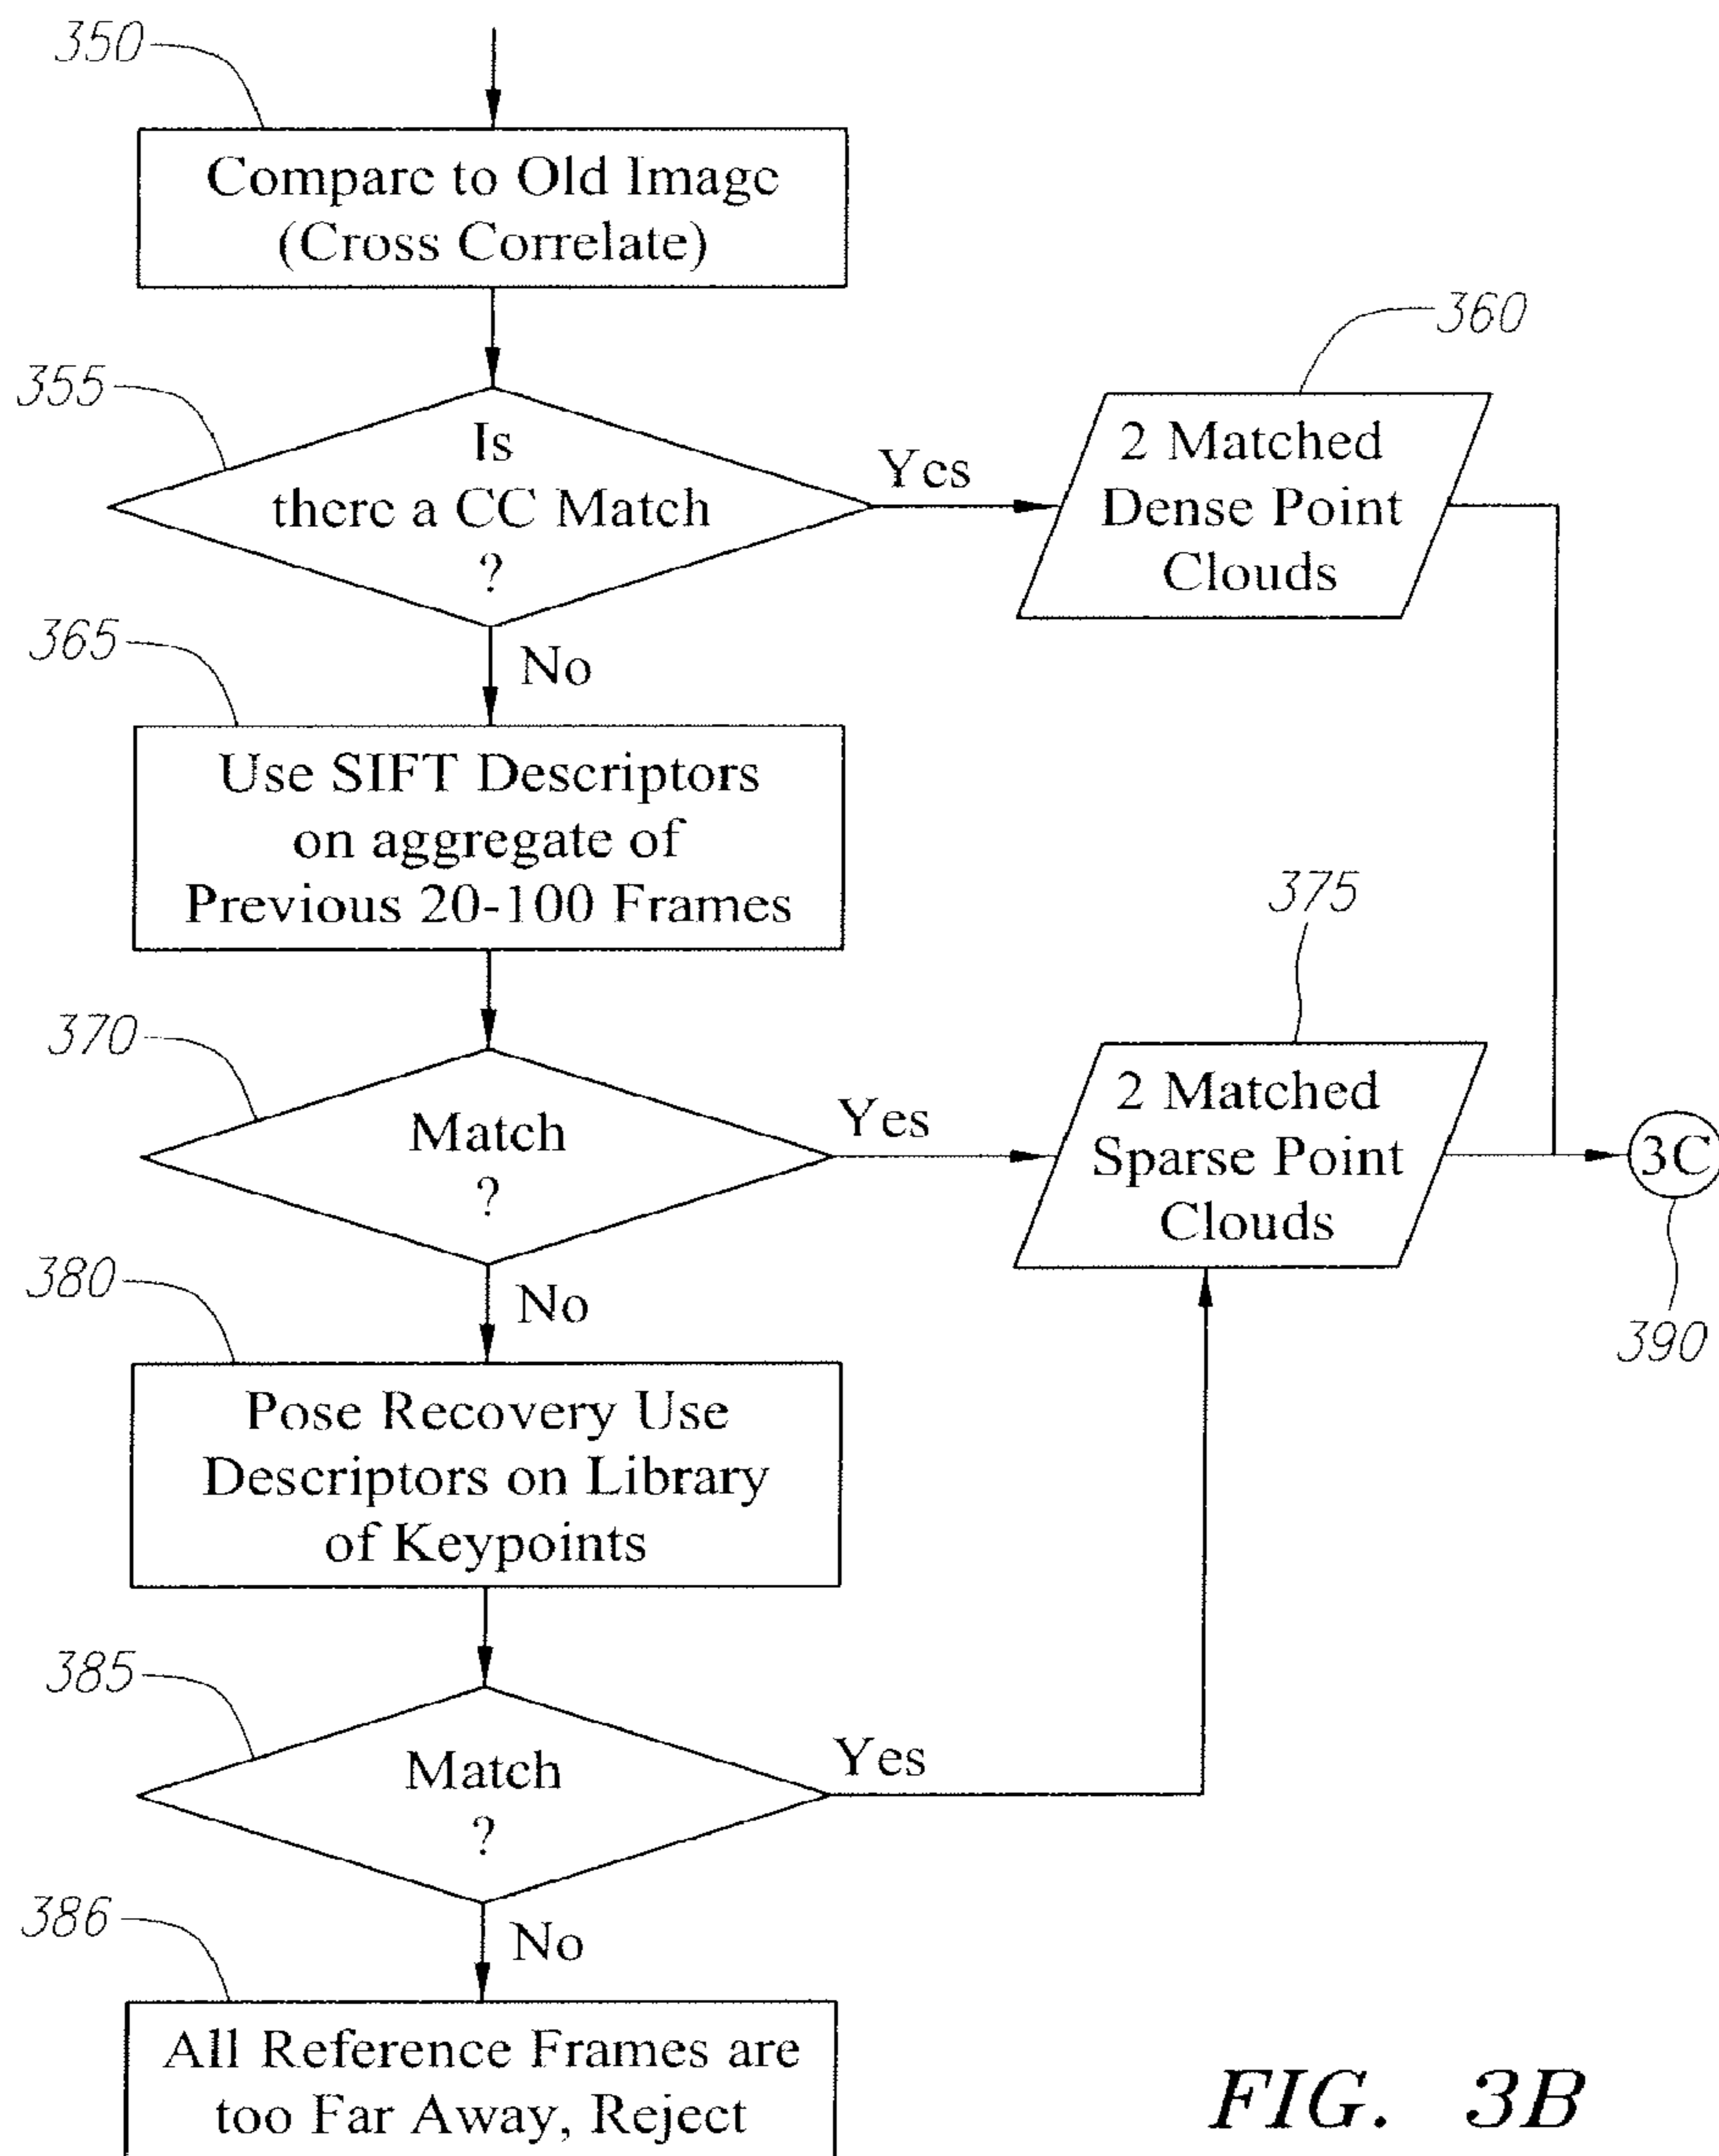 350
Compare to Old Image
(Cross Correlate)
360
355
Is
there a CC Match
?
Yes
2 Matched
Dense Point
Clouds
365
No
Use SIFT Descriptors
on aggregate of
Previous 20-100 Frames
375
370
Match
?
Yes
2 Matched
Sparse Point
Clouds
3C
390
380
No
Pose Recovery Use
Descriptors on Library
of Keypoints
385
Match
?
Yes
386
No
All Reference Frames are
too Far Away, Reject
FIG. 3B